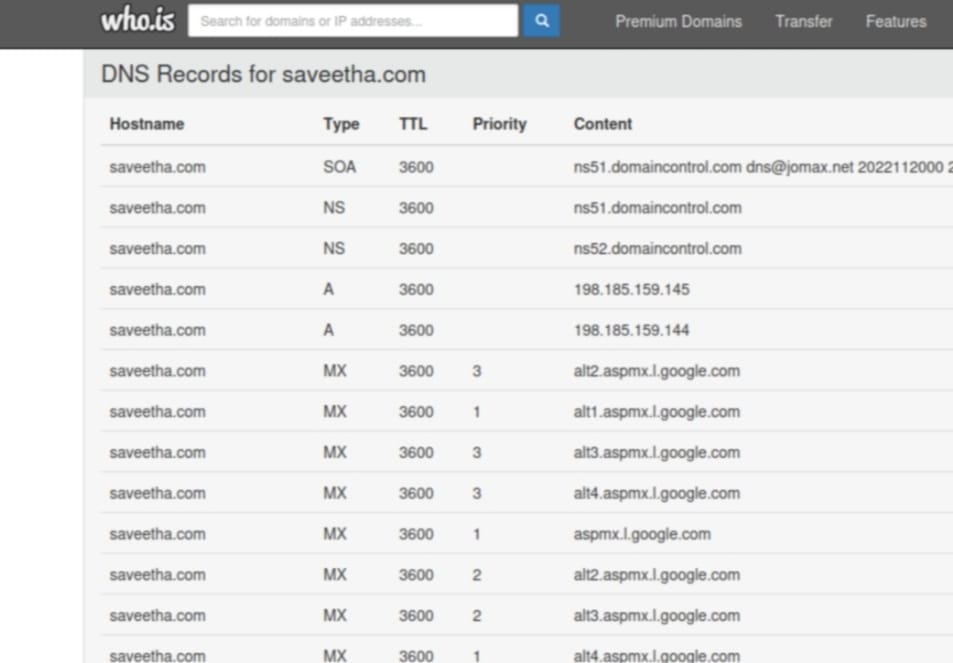 who.is Search for domains or IP addresses... Premium Domains Transfer Features
DNS Records for saveetha.com
Hostname Type TTL Priority Content
saveetha.com SOA 3600 ns51.domaincontrol.com dns@jomax.net 2022112000 2
saveetha.com NS 3600 ns51.domaincontrol.com
saveetha.com NS 3600 ns52.domaincontrol.com
saveetha.com A 3600 198.185.159.145
saveetha.com A 3600 198.185.159.144
saveetha.com MX 3600 3 alt2.aspmx.l.google.com
saveetha.com MX 3600 1 alt1.aspmx.l.google.com
saveetha.com MX 3600 3 alt3.aspmx.l.google.com
saveetha.com MX 3600 3 alt4.aspmx.l.google.com
saveetha.com MX 3600 1 aspmx.l.google.com
saveetha.com MX 3600 2 alt2.aspmx.l.google.com
saveetha.com MX 3600 2 alt3.aspmx.l.google.com
saveetha.com MX 3600 1 alt4.aspmx.l.google.com